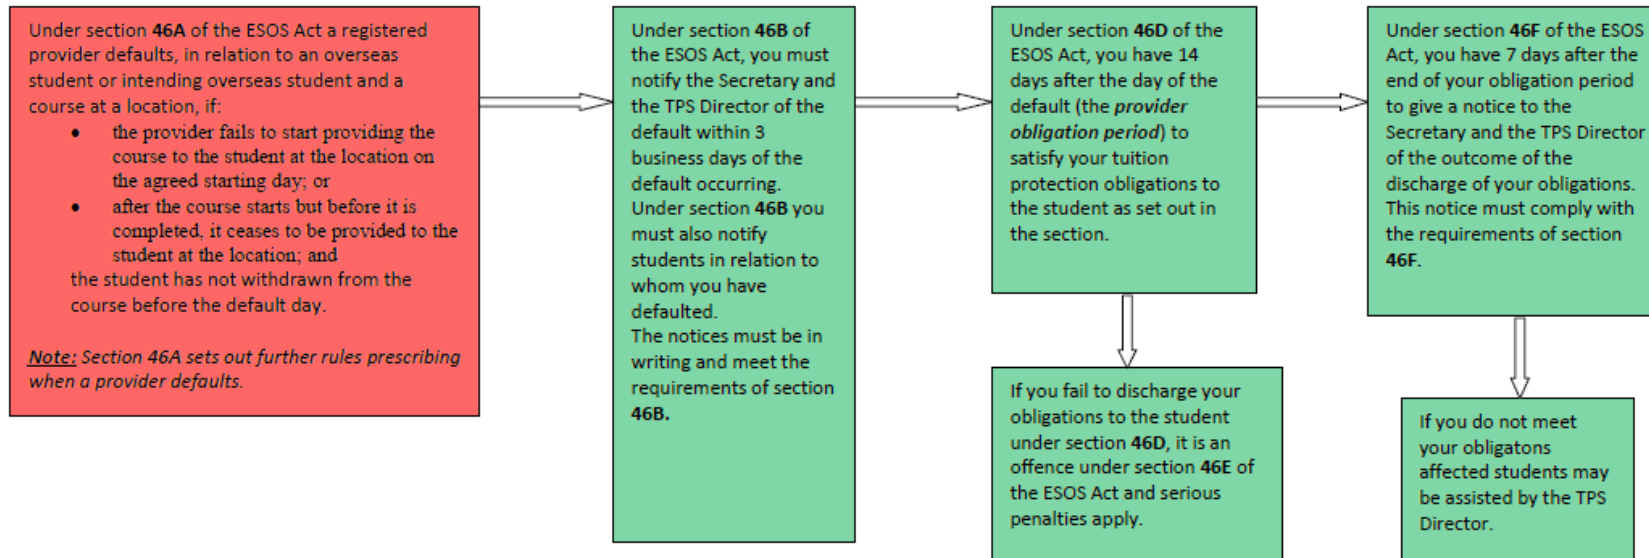 Under section 46A of the ESOS Act a registered
provider defaults, in relation to an overseas
student or intending overseas student and a
course at a location, if:
• the provider fails to start providing the
course to the student at the location on
the agreed starting day; or
• after the course starts but before it is
completed, it ceases to be provided to the
student at the location; and
the student has not withdrawn from the
course before the default day.
Note: Section 46A sets out further rules prescribing
when a provider defaults.
Under section 46B of
the ESOS Act, you must
notify the Secretary and
the TPS Director of the
default within 3
business days of the
default occurring.
Under section 46B you
must also notify
students in relation to
whom you have
defaulted.
The notices must be in
writing and meet the
requirements of section
46B.
Under section 46D of the
ESOS Act, you have 14
days after the day of the
default (the provider
obligation period) to
satisfy your tuition
protection obligations to
the student as set out in
the section.
If you fail to discharge your
obligations to the student
under section 46D, it is an
offence under section 46E of
the ESOS Act and serious
penalties apply.
Under section 46F of the ESOS
Act, you have 7 days after the
end of your obligation period
to give a notice to the
Secretary and the TPS Director
of the outcome of the
discharge of your obligations.
This notice must comply with
the requirements of section
46F.
If you do not meet
your obligatons
affected students may
be assisted by the TPS
Director.